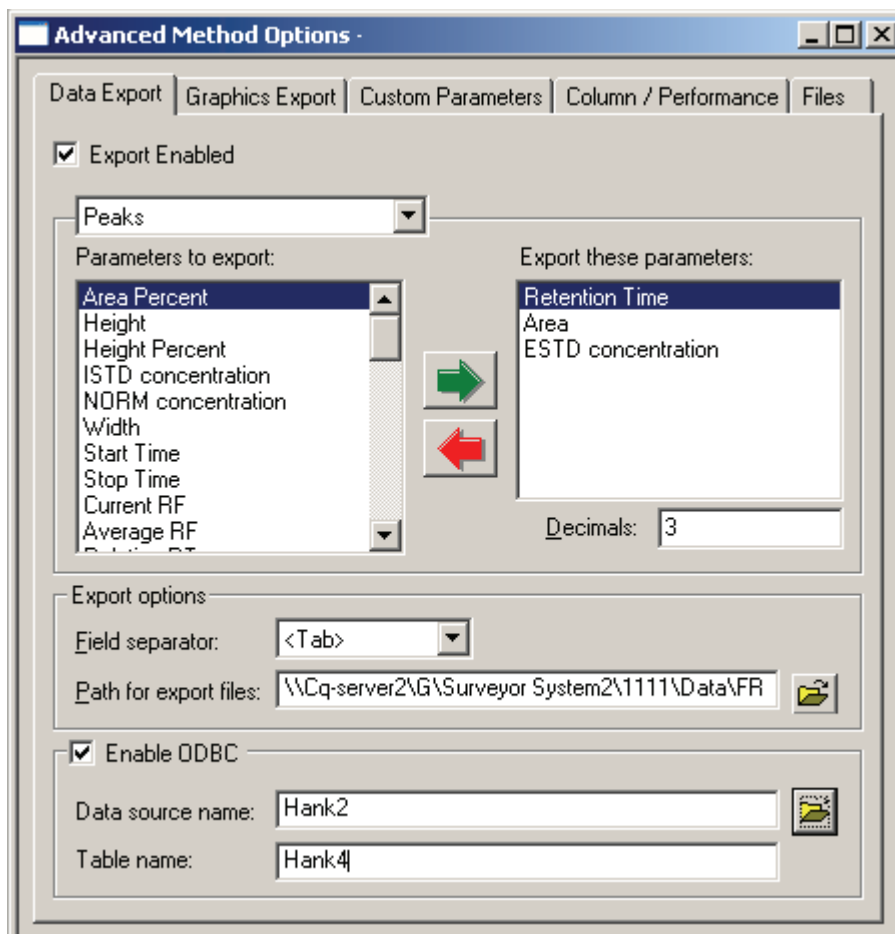 Advanced Method Options -
Data Export Graphics Export Custom Parameters Column / Performance Files
Export Enabled
Peaks
Parameters to export:
Area Percent
Height
Height Percent
ISTD concentration
NORM concentration
Width
Start Time
Stop Time
Current RF
Average RF
Export these parameters:
Retention Time
Area
ESTD concentration
Decimals: 3
Export options
Field separator: <Tab>
Path for export files: \\Cq-server2\G\Surveyor System2\1111\Data\FR
Enable ODBC
Data source name: Hank2
Table name: Hank4